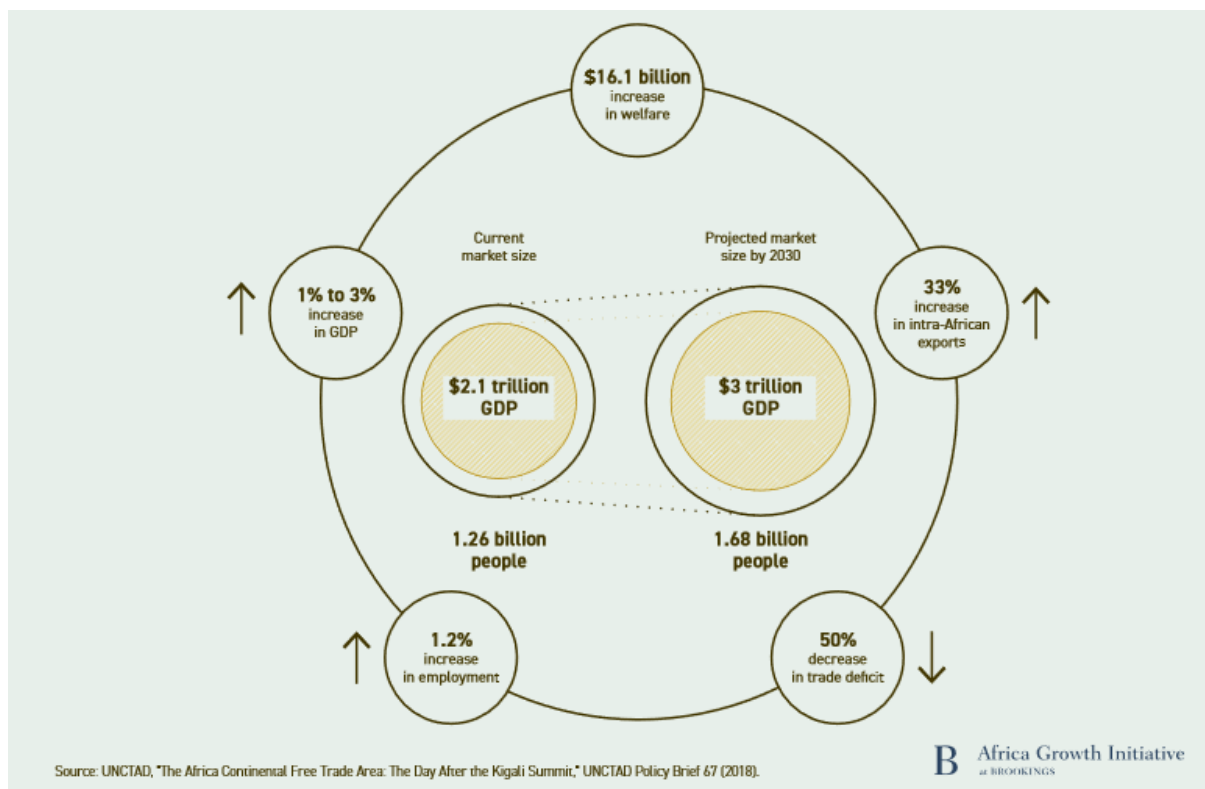 $16.1 billion
increase
in welfare
Current
market size
Projected market
size by 2030
1% to 3%
increase
in GDP
33%
increase
in intra-African
exports
$2.1 trillion
GDP
$3 trillion
GDP
1.26 billion
people
1.68 billion
people
1.2%
increase
in employment
50%
decrease
in trade deficit
Source: UNCTAD, "The Africa Continental Free Trade Area: The Day After the Kigali Summit," UNCTAD Policy Brief 67 (2018).
B
Africa Growth Initiative
at BROOKINGS